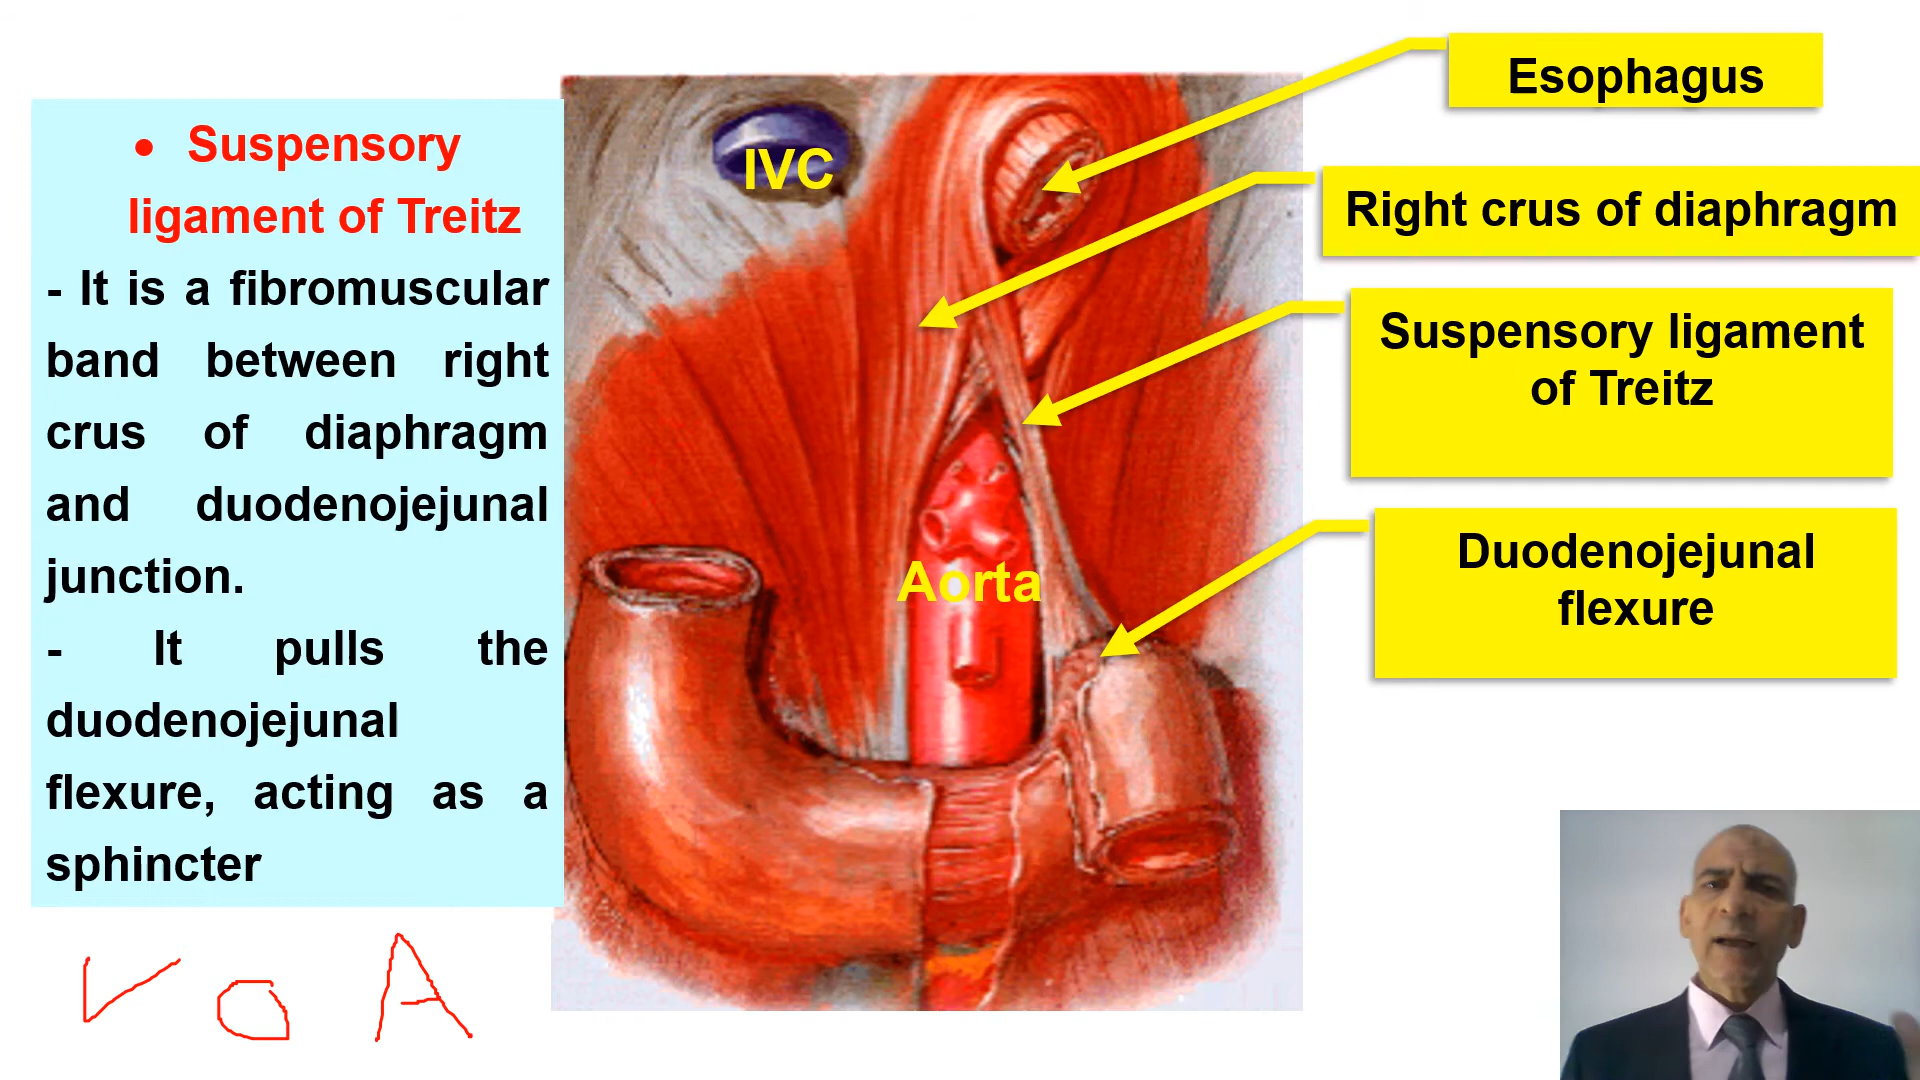 • Suspensory
ligament of Treitz
- It is a fibromuscular
band between right
crus of diaphragm
and duodenojejunal
junction.
- It pulls the
duodenojejunal
flexure, acting as a
sphincter
V O A
IVC
Aorta
Esophagus
Right crus of diaphragm
Suspensory ligament
of Treitz
Duodenojejunal
flexure